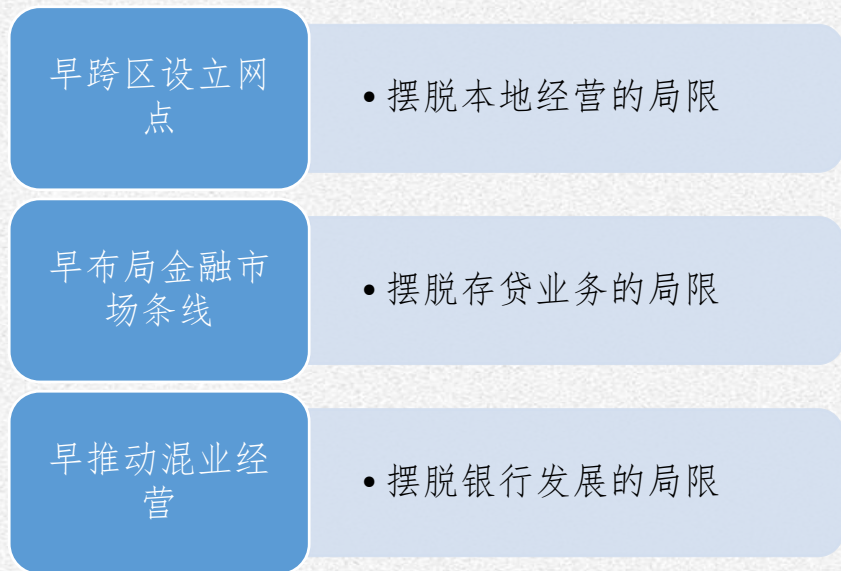 早跨区设立网
点
• 摆脱本地经营的局限
早布局金融市
场条线
• 摆脱存贷业务的局限
早推动混业经
营
• 摆脱银行发展的局限